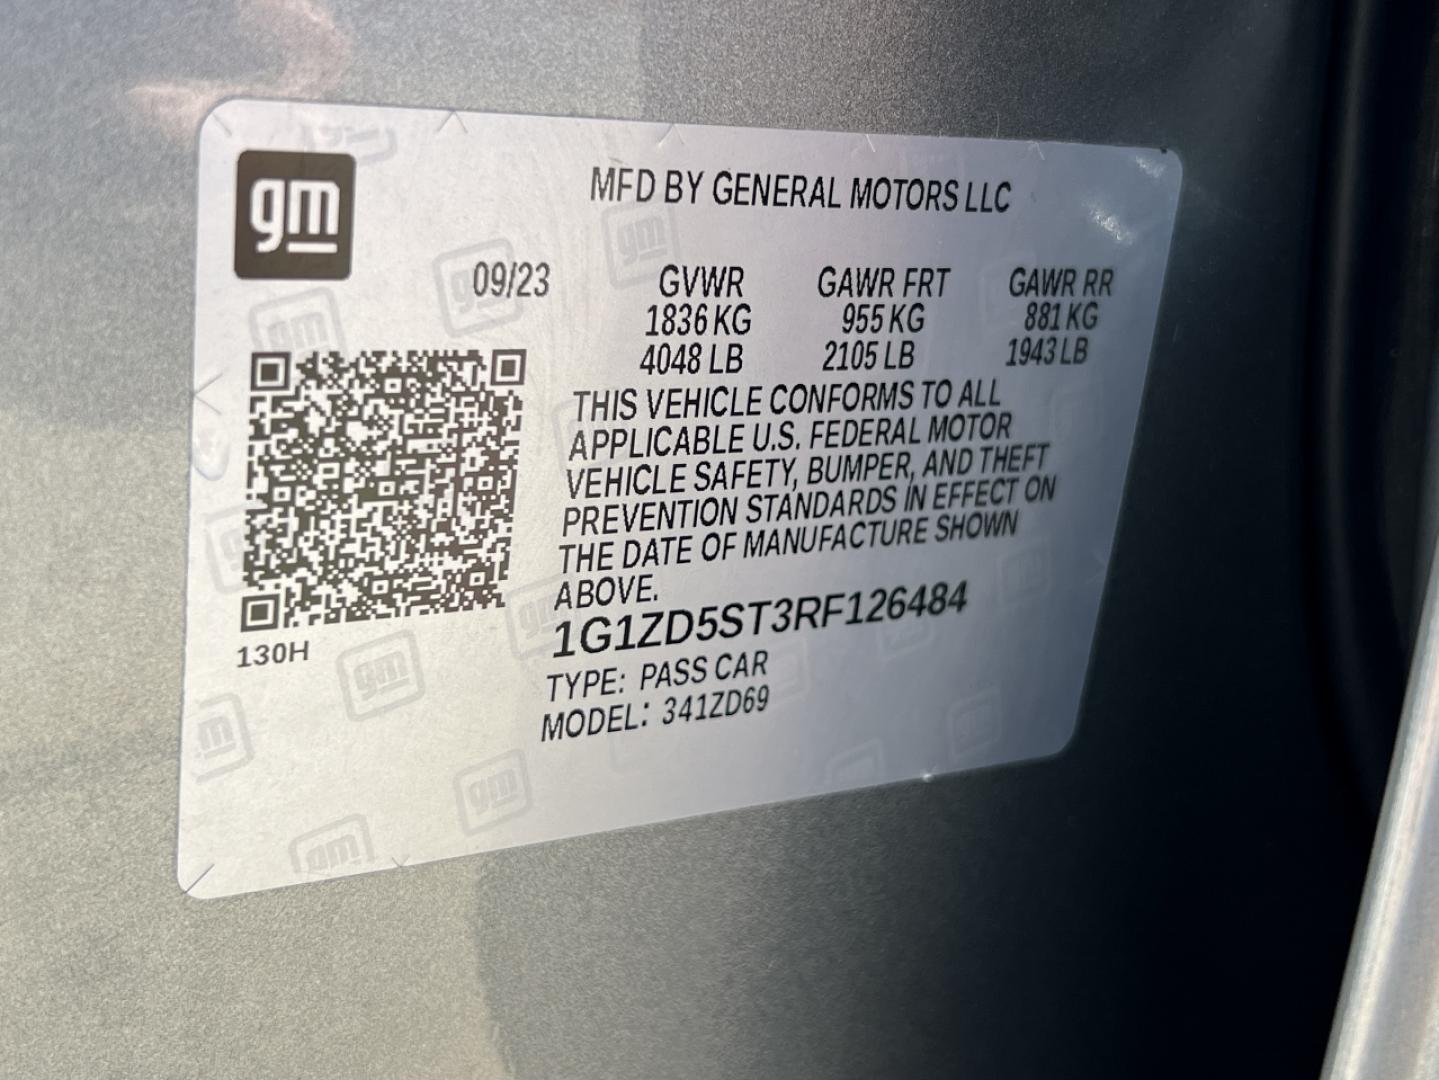 gm
MFD BY GENERAL MOTORS LLC
09/23 GVWR GAWR FRT GAWR RR
1836 KG 955 KG 881 KG
4048 LB 2105 LB 1943 LB
THIS VEHICLE CONFORMS TO ALL
APPLICABLE U.S. FEDERAL MOTOR
VEHICLE SAFETY, BUMPER, AND THEFT
PREVENTION STANDARDS IN EFFECT ON
THE DATE OF MANUFACTURE SHOWN
ABOVE.
1G1ZD5ST3RF126484
130H
TYPE: PASS CAR
MODEL: 341ZD69